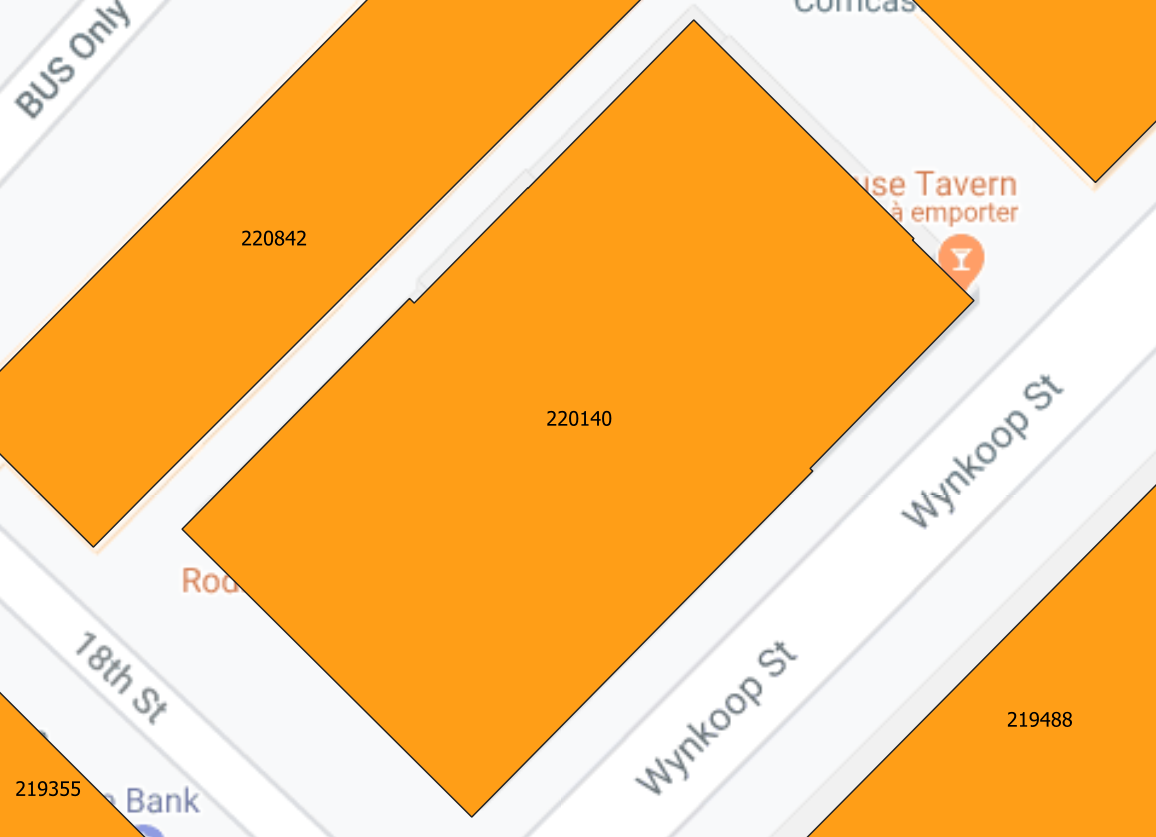 BUS Only
Comcas
use Tavern
à emporter
220842
220140
Wynkoop St
Rod
18th St
Wynkoop St
219488
219355
Bank